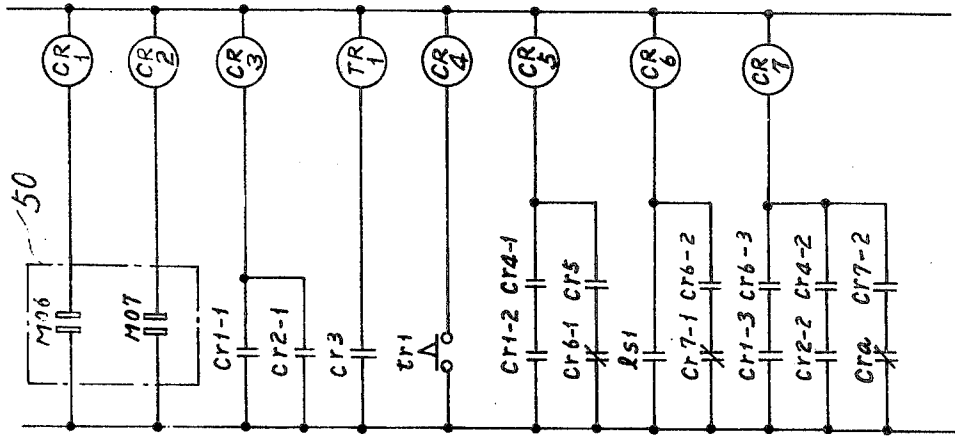 CR
1
CR
2
CR
3
TR
1
CR
4
CR
5
CR
6
CR
7
50
M06
M07
Cr1-1
Cr2-1
Cr3
tr1
Cr1-2
Cr4-1
Cr6-1
Cr5
ls1
Cr7-1
Cr6-2
Cr1-3
Cr6-3
Cr2-2
Cr4-2
Cra
Cr7-2